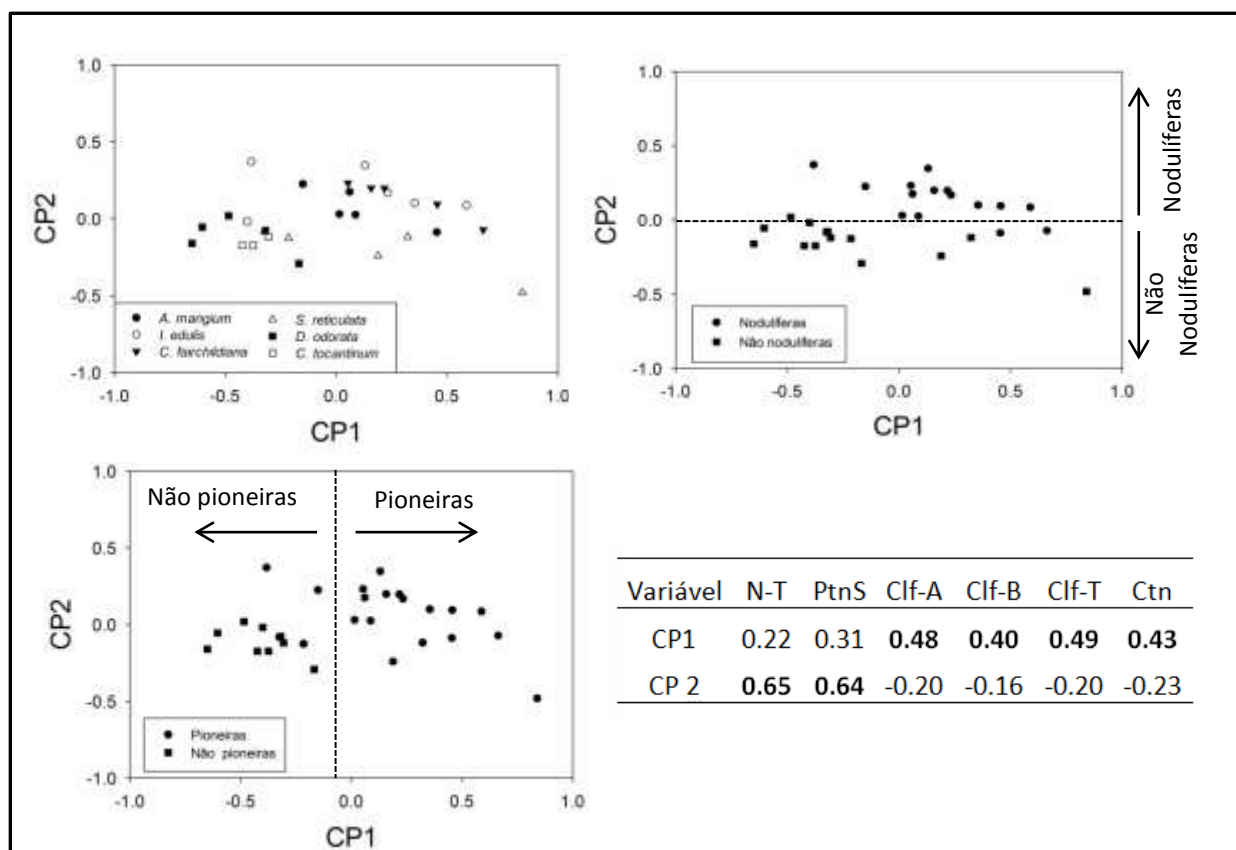 1.0
0.5
0.0
-0.5
-1.0
CP2
-1.0 -0.5 0.0 0.5 1.0
CP1
A. mangium
I. edulis
C. fairchildiana
S. reticulata
D. odorata
C. tocantinum
1.0
0.5
0.0
-0.5
-1.0
CP2
-1.0 -0.5 0.0 0.5 1.0
CP1
Nodulíferas
Não nodulíferas
Nodulíferas
Não
Nodulíferas
1.0
0.5
0.0
-0.5
-1.0
CP2
-1.0 -0.5 0.0 0.5 1.0
CP1
Não pioneiras
Pioneiras
Pioneiras
Não pioneiras
Variável N-T PtnS Clf-A Clf-B Clf-T Ctn
CP1 0.22 0.31 0.48 0.40 0.49 0.43
CP 2 0.65 0.64 -0.20 -0.16 -0.20 -0.23